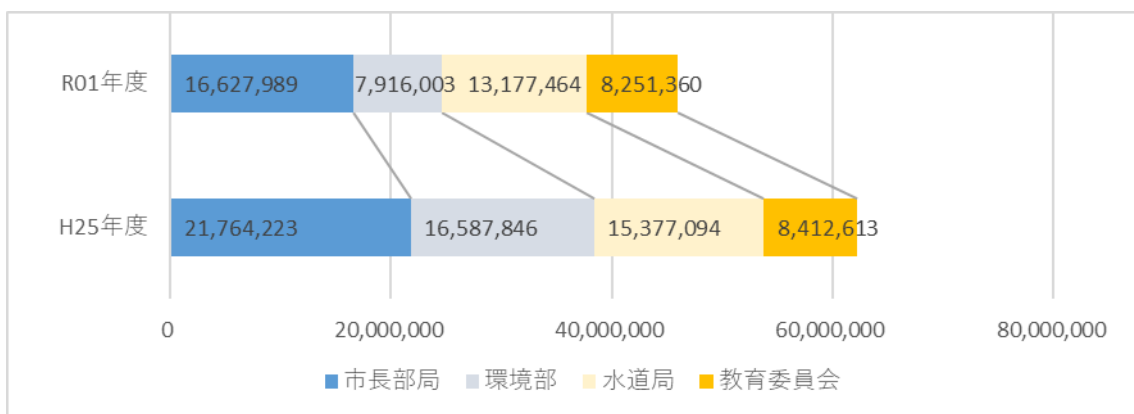 R01年度
16,627,989 7,916,003 13,177,464 8,251,360
H25年度
21,764,223 16,587,846 15,377,094 8,412,613
0 20,000,000 40,000,000 60,000,000 80,000,000
市長部局 環境部 水道局 教育委員会